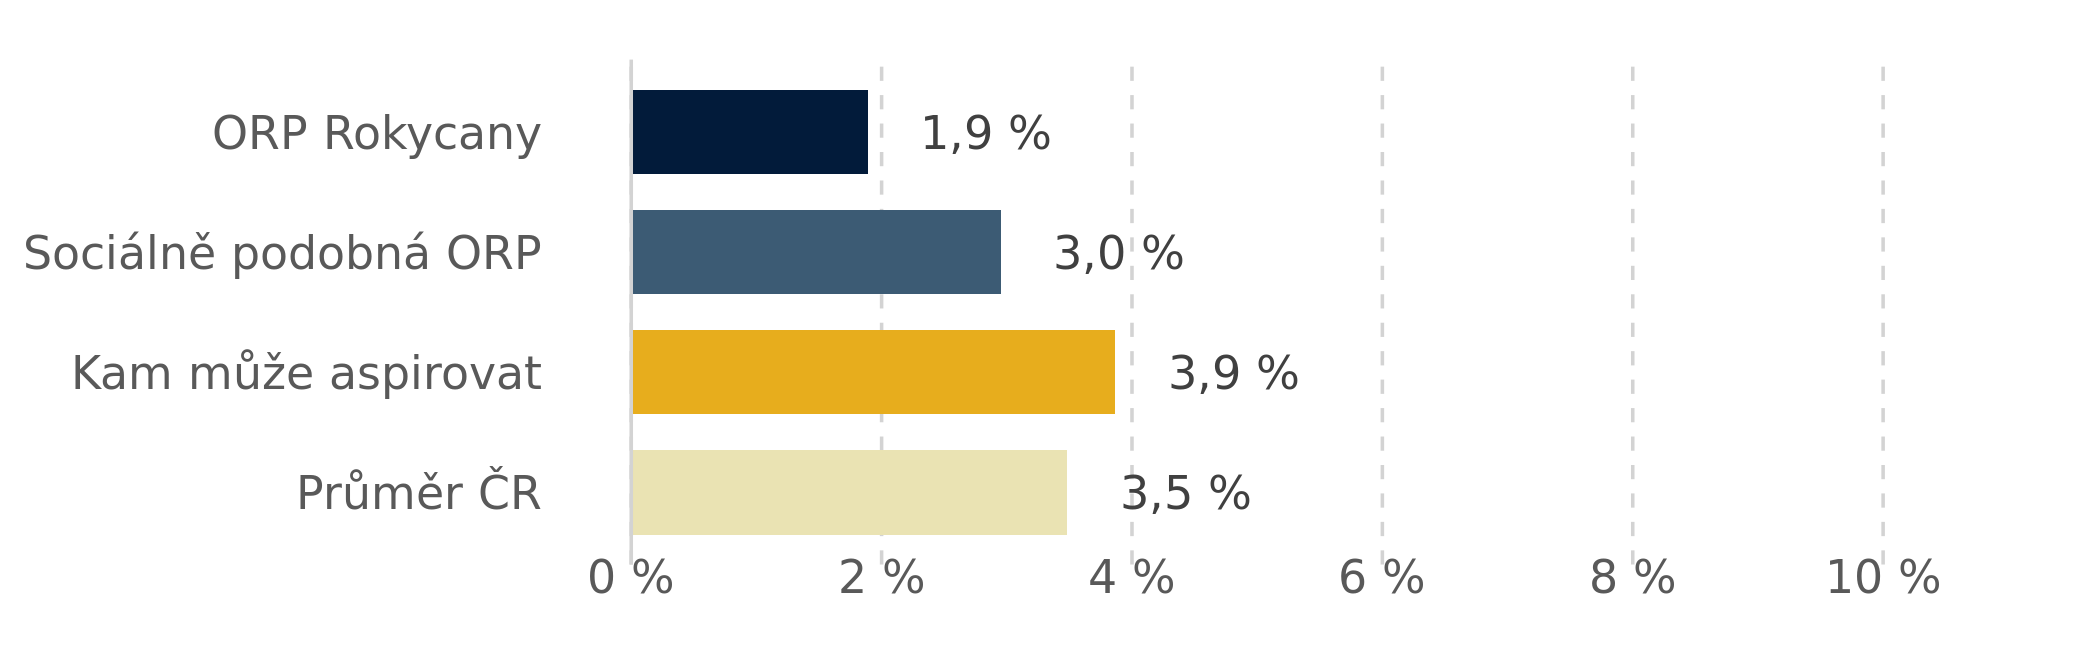 ORP Rokycany 1,9 %
Sociálně podobná ORP 3,0 %
Kam může aspirovat 3,9 %
Průměr ČR 3,5 %
0 % 2 % 4 % 6 % 8 % 10 %